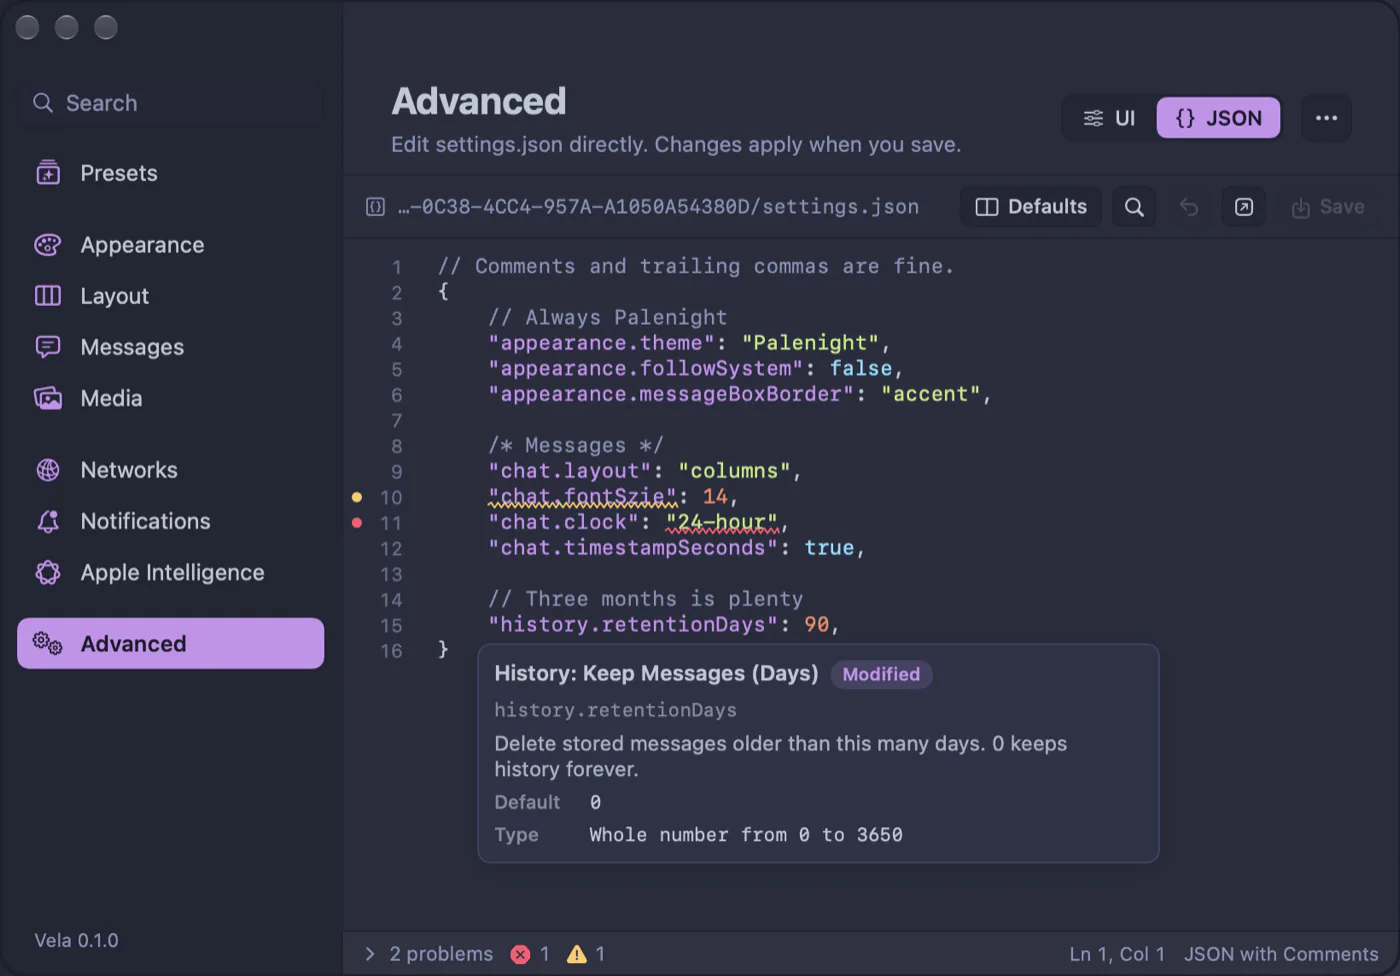 Search
Presets
Appearance
Layout
Messages
Media
Networks
Notifications
Apple Intelligence
Advanced
Vela 0.1.0
Advanced
Edit settings.json directly. Changes apply when you save.
UI
{} JSON
…-0C38-4CC4-957A-A1050A54380D/settings.json
Defaults
Save
1 // Comments and trailing commas are fine.
2 {
3 // Always Palenight
4 "appearance.theme": "Palenight",
5 "appearance.followSystem": false,
6 "appearance.messageBoxBorder": "accent",
7
8 /* Messages */
9 "chat.layout": "columns",
10 "chat.fontSzie": 14,
11 "chat.clock": "24-hour",
12 "chat.timestampSeconds": true,
13
14 // Three months is plenty
15 "history.retentionDays": 90,
16 }
History: Keep Messages (Days) Modified
history.retentionDays
Delete stored messages older than this many days. 0 keeps
history forever.
Default 0
Type Whole number from 0 to 3650
2 problems 1 1
Ln 1, Col 1 JSON with Comments